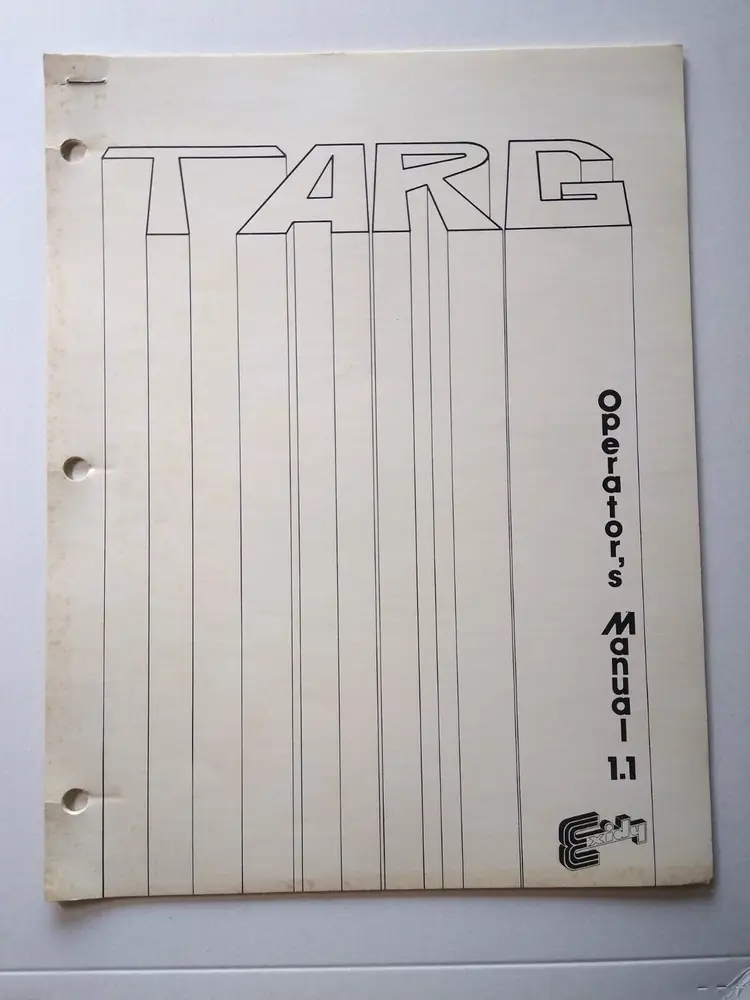 TARG
Operator's
Manual
1.1
Exidy